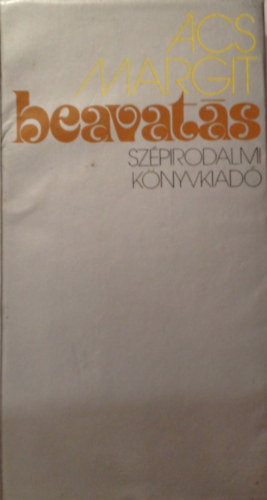 ÁCS
MARGIT
beavatás
SZÉPIRODALMI
KÖNYVKIADÓ